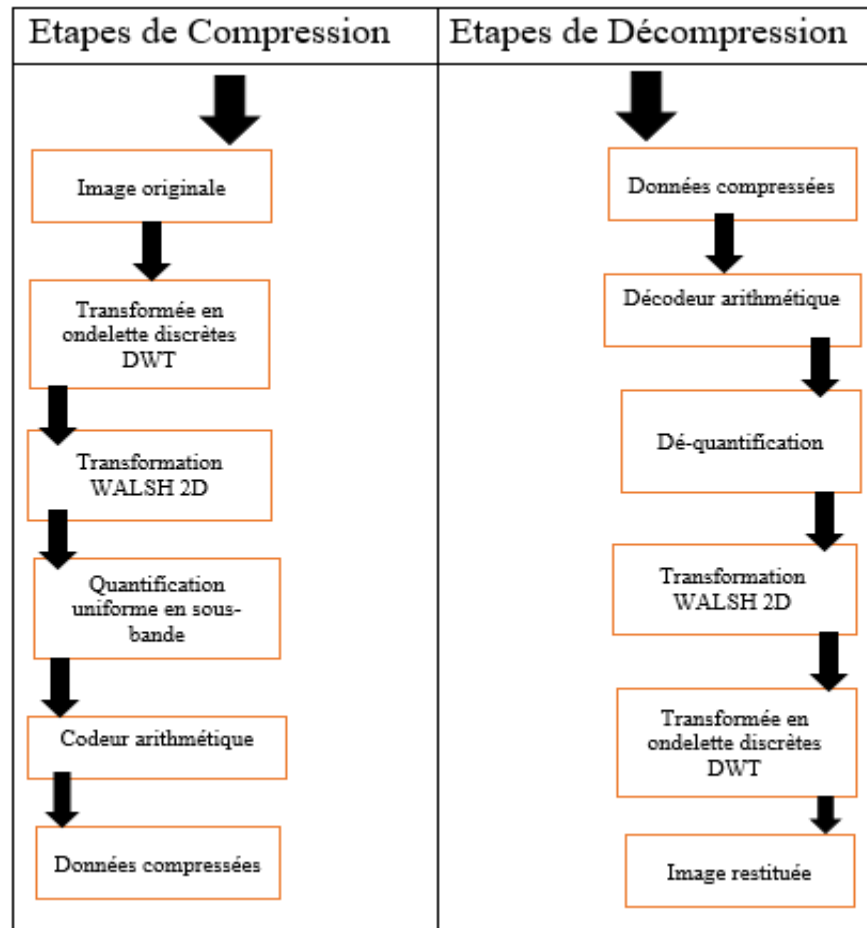 Etapes de Compression
Etapes de Décompression
Image originale
Transformée en
ondelette discrètes
DWT
Transformation
WALSH 2D
Quantification
uniforme en sous-
bande
Codeur arithmétique
Données compressées
Données compressées
Décodeur arithmétique
Dé-quantification
Transformation
WALSH 2D
Transformée en
ondelette discrètes
DWT
Image restituée